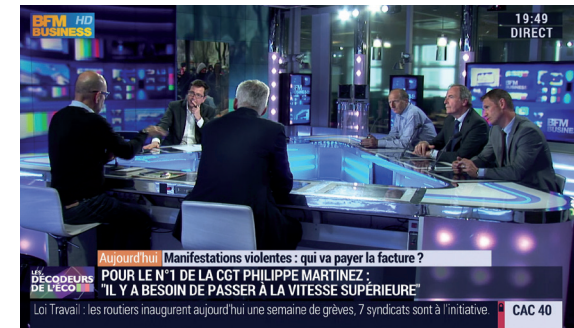 BFM HD
BUSINESS
19:49
DIRECT
BFM
BUSINESS
Aujourd'hui Manifestations violentes : qui va payer la facture ?
LES
DÉCODEURS
DE L'ÉCO
POUR LE N°1 DE LA CGT PHILIPPE MARTINEZ :
"IL Y A BESOIN DE PASSER À LA VITESSE SUPÉRIEURE"
Loi Travail : les routiers inaugurent aujourd'hui une semaine de grèves, 7 syndicats sont à l'initiative.
CAC 40